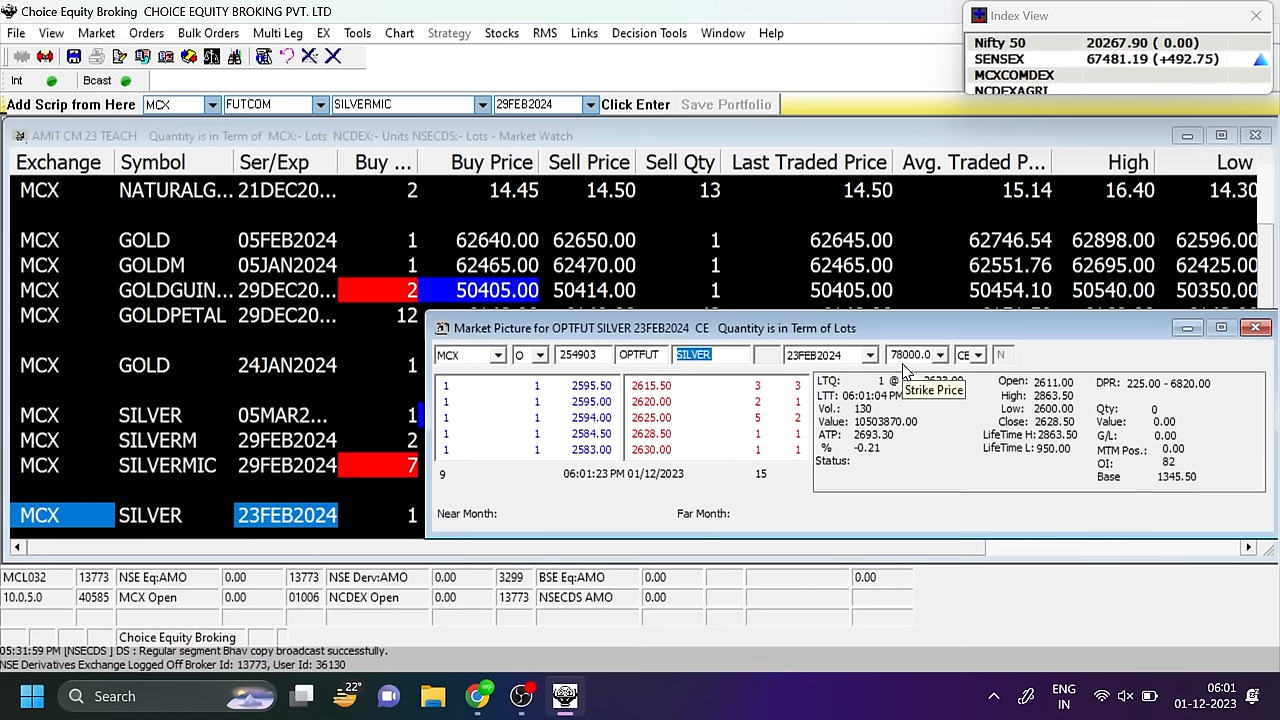 Choice Equity Broking  CHOICE EQUITY BROKING PVT. LTD
File View Market Orders Bulk Orders Multi Leg EX Tools Chart Strategy Stocks RMS Links Decision Tools Window Help
Index View
Nifty 50 20267.90 ( 0.00)
SENSEX 67481.19 (+492.75)
MCXCOMDEX
NCDEXAGRI
Int Bcast
Add Scrip from Here MCX FUTCOM SILVERMIC 29FEB2024 Click Enter Save Portfolio
AMIT CM 23 TEACH Quantity is in Term of MCX:- Lots NCDEX:- Units NSECDS:- Lots - Market Watch
Exchange Symbol Ser/Exp Buy ... Buy Price Sell Price Sell Qty Last Traded Price Avg. Traded P... High Low
MCX NATURALG... 21DEC20... 2 14.45 14.50 13 14.50 15.14 16.40 14.30
MCX GOLD 05FEB2024 1 62640.00 62650.00 1 62645.00 62746.54 62898.00 62596.00
MCX GOLDM 05JAN2024 1 62465.00 62470.00 1 62465.00 62551.76 62695.00 62425.00
MCX GOLDGUIN... 29DEC20... 2 50405.00 50414.00 1 50405.00 50454.10 50540.00 50350.00
MCX GOLDPETAL 29DEC20... 12
MCX GOLD 24JAN2024 1
MCX SILVER 05MAR2... 1
MCX SILVERM 29FEB2024 2
MCX SILVERMIC 29FEB2024 7
MCX SILVER 23FEB2024 1
Market Picture for OPTFUT SILVER 23FEB2024 CE Quantity is in Term of Lots
MCX O 254903 OPTFUT SILVER 23FEB2024 78000.0 CE N
Strike Price
1 1 2595.50 2615.50 3 3
1 1 2595.00 2620.00 2 1
1 1 2594.00 2625.00 5 2
1 1 2584.50 2628.50 1 1
1 1 2583.00 2630.00 1 1
9 06:01:23 PM 01/12/2023 15
LTQ: 1 @
LTT: 06:01:04 PM
Vol.: 130
Value: 10503870.00
ATP: 2693.30
% -0.21
Status:
Open: 2611.00
High: 2863.50
Low: 2600.00
Close: 2628.50
LifeTime H: 2863.50
LifeTime L: 950.00
DPR: 225.00 - 6820.00
Qty: 0
Value: 0.00
G/L: 0.00
MTM Pos.: 0.00
OI: 82
Base 1345.50
Near Month: Far Month:
MCL032 13773 NSE Eq:AMO 0.00 13773 NSE Derv:AMO 0.00 3299 BSE Eq:AMO 0.00 0.00
10.0.5.0 40585 MCX Open 0.00 01006 NCDEX Open 0.00 13773 NSECDS AMO 0.00
Choice Equity Broking
05:31:59 PM [NSECDS ] DS : Regular segment Bhav copy broadcast successfully.
NSE Derivatives Exchange Logged Off Broker Id: 13773, User Id: 36130
Search 22° ENG IN 06:01 01-12-2023